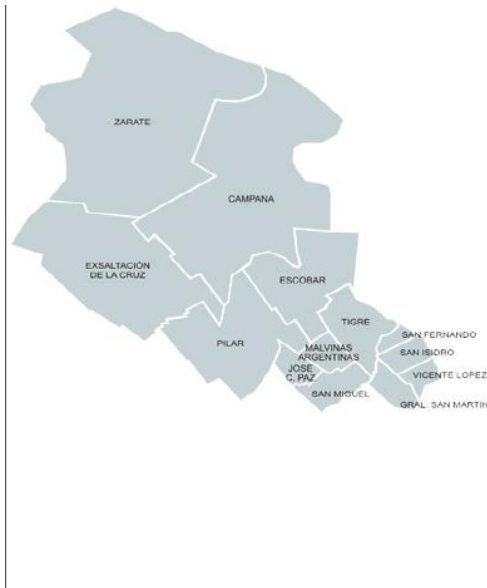 ZARATE
CAMPANA
EXSALTACIÓN
DE LA CRUZ
ESCOBAR
TIGRE
SAN FERNANDO
PILAR
MALVINAS
ARGENTINAS
SAN ISIDRO
JOSE
C. PAZ
VICENTE LOPEZ
SAN MIGUEL
GRAL. SAN MARTIN